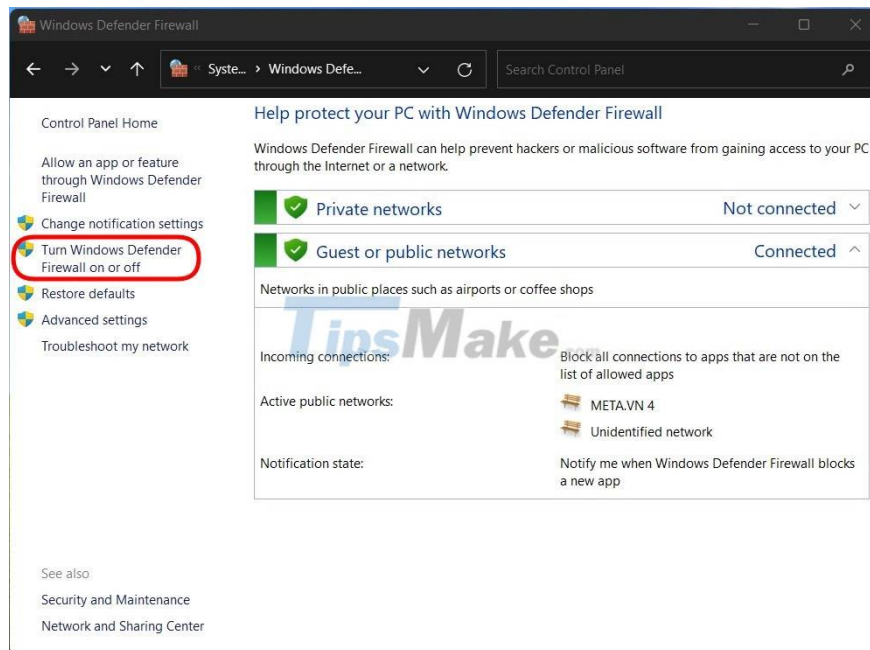 Windows Defender Firewall
Syste... > Windows Defe...
Search Control Panel
Control Panel Home
Allow an app or feature
through Windows Defender
Firewall
Change notification settings
Turn Windows Defender
Firewall on or off
Restore defaults
Advanced settings
Troubleshoot my network
See also
Security and Maintenance
Network and Sharing Center
Help protect your PC with Windows Defender Firewall
Windows Defender Firewall can help prevent hackers or malicious software from gaining access to your PC
through the Internet or a network.
Private networks Not connected
Guest or public networks Connected
Networks in public places such as airports or coffee shops
TipsMake.com
Incoming connections: Block all connections to apps that are not on the
list of allowed apps
Active public networks: META.VN 4
Unidentified network
Notification state: Notify me when Windows Defender Firewall blocks
a new app